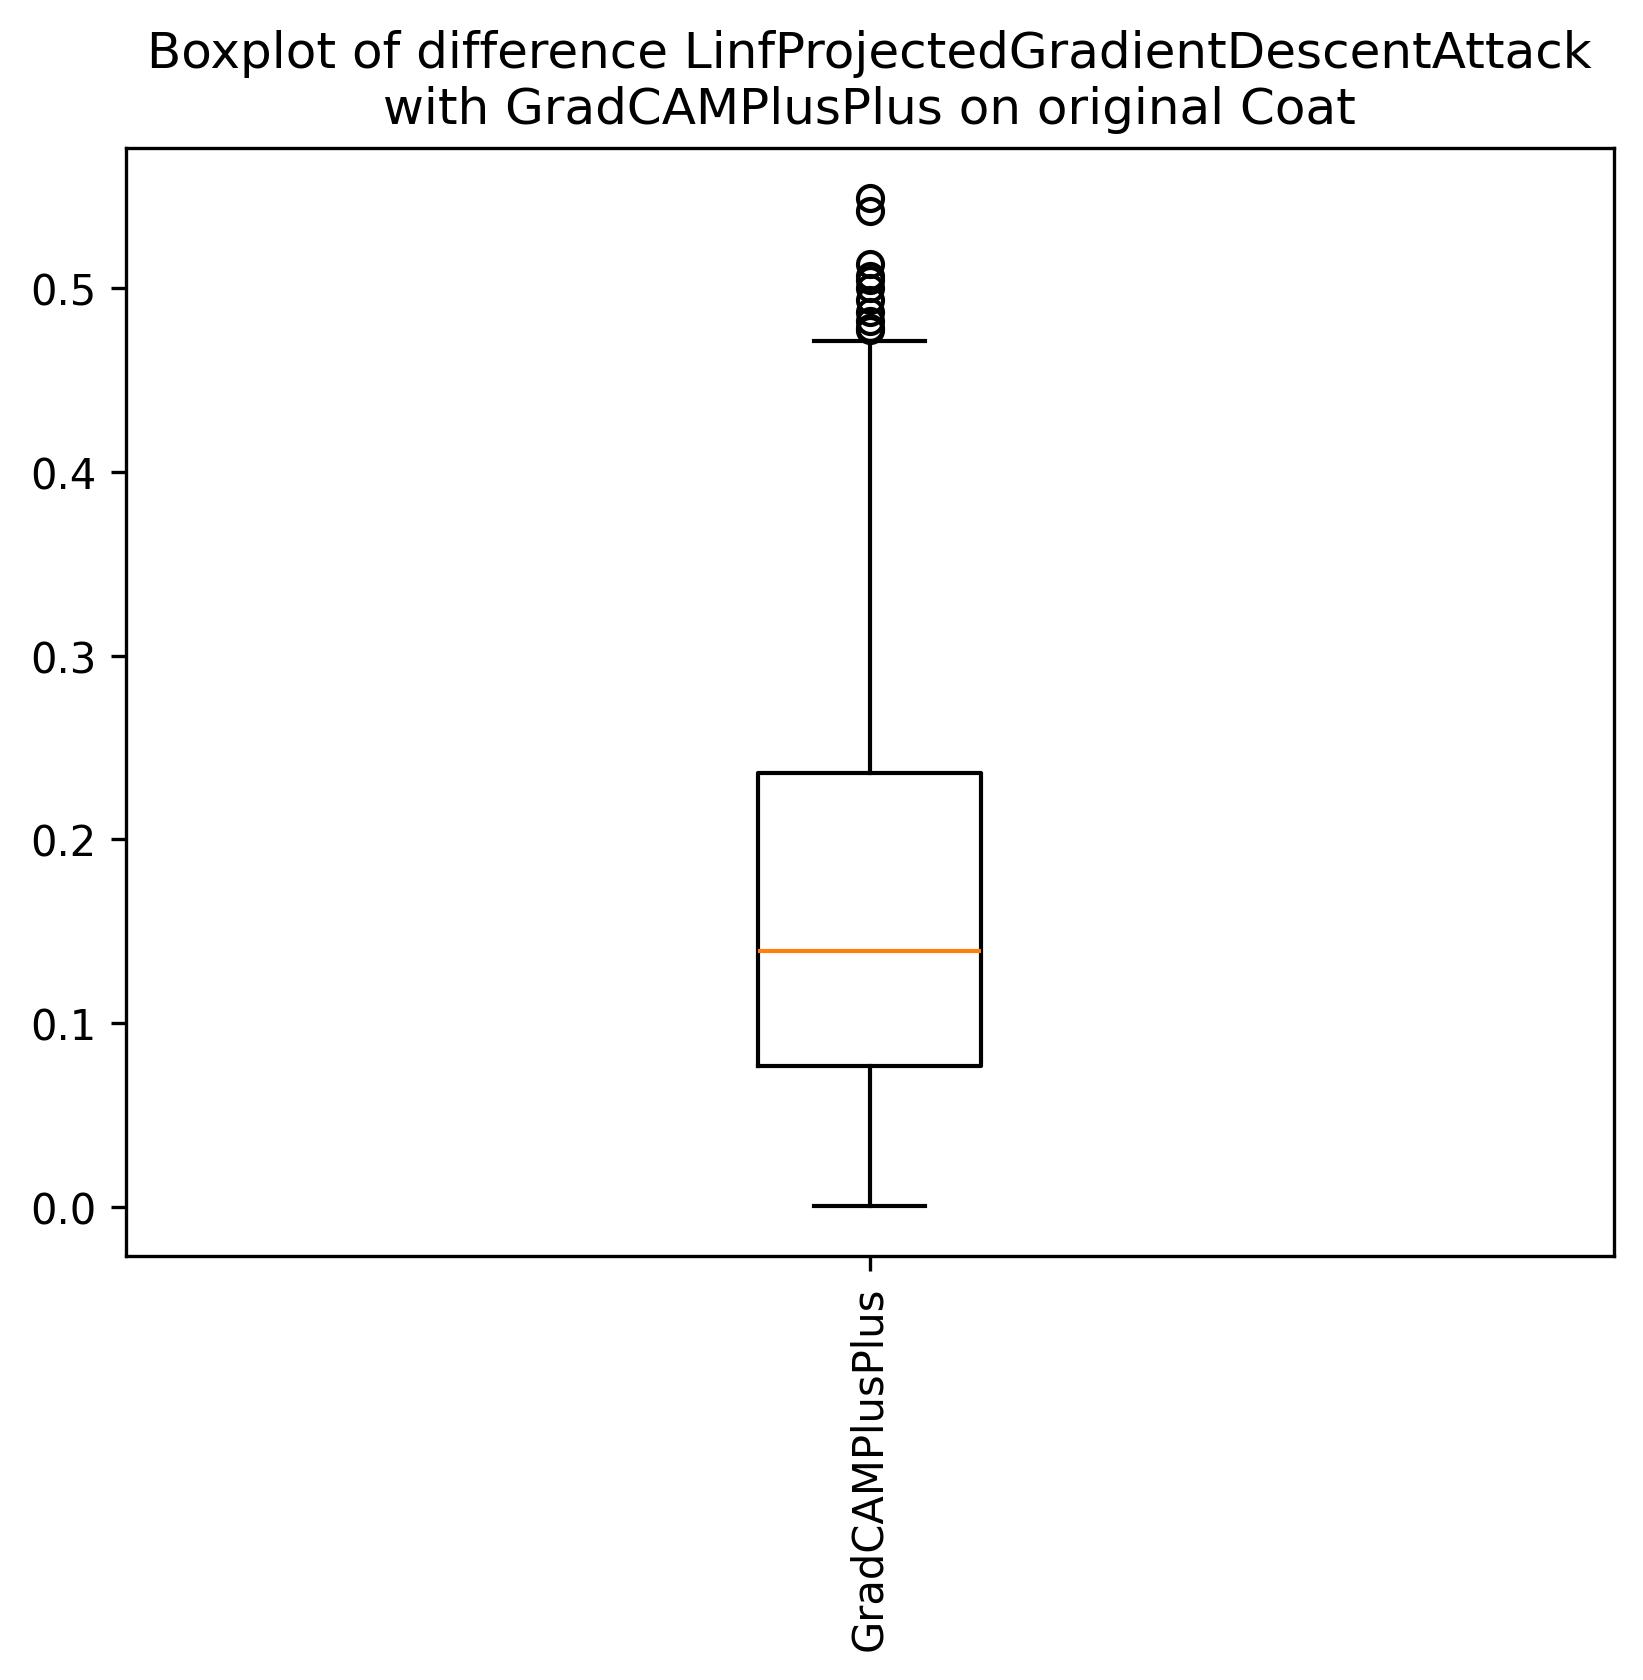 Boxplot of difference LinfProjectedGradientDescentAttack
with GradCAMPlusPlus on original Coat
0.5
0.4
0.3
0.2
0.1
0.0
GradCAMPlusPlus